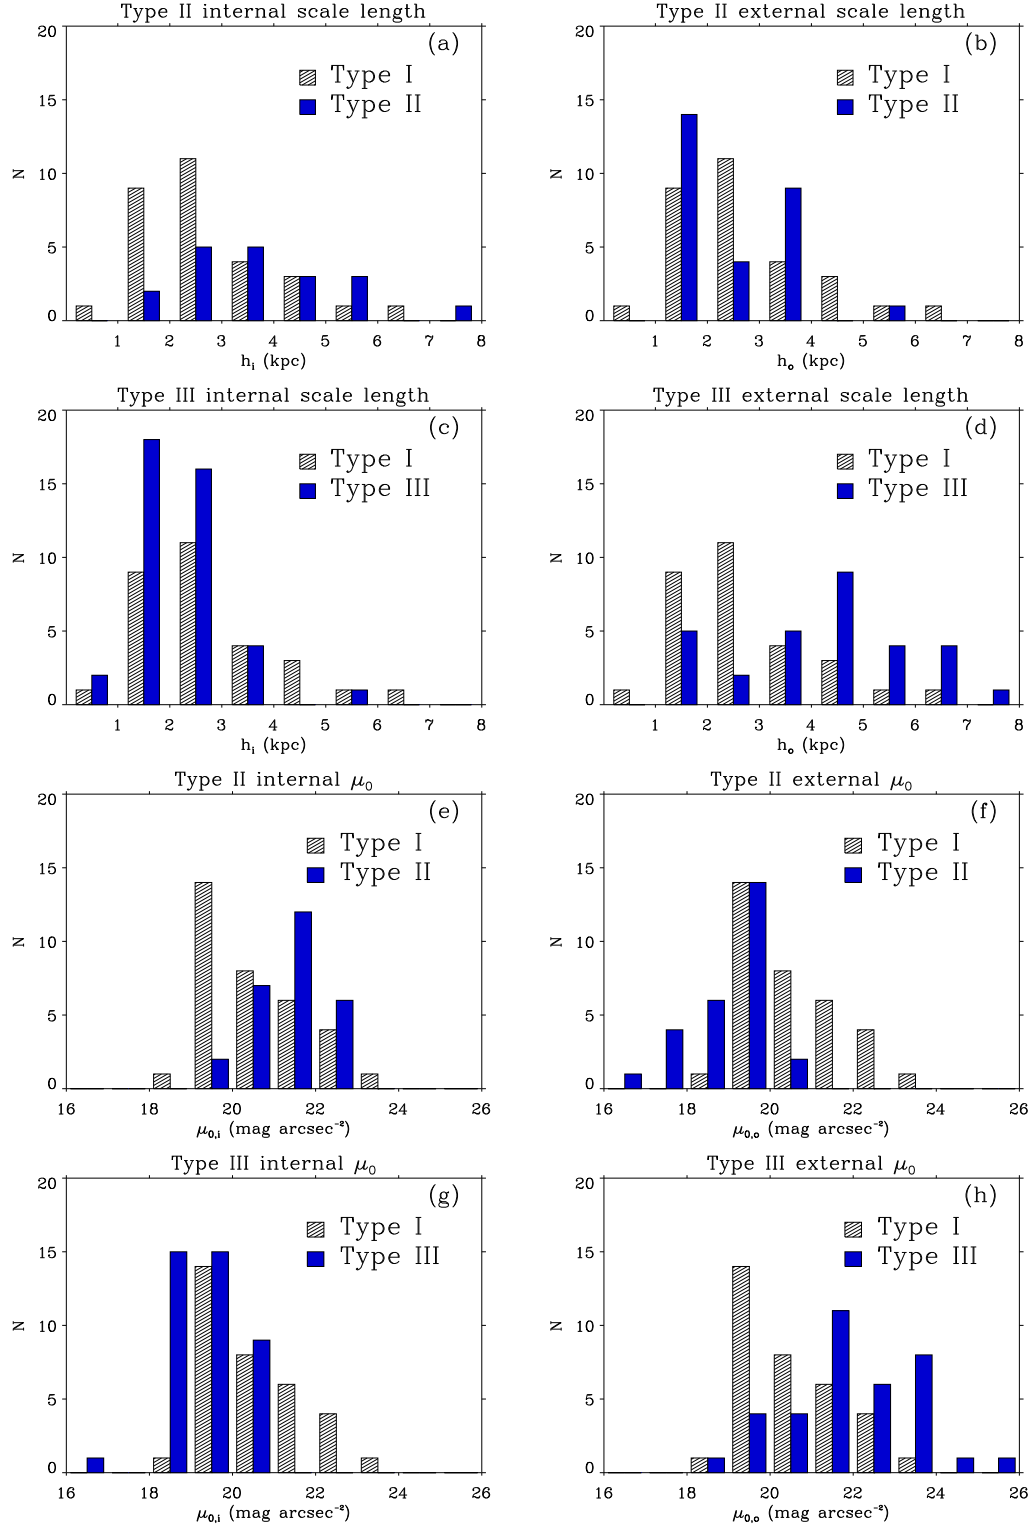 Type II internal scale length
(a)
Type I
Type II
20
15
10
5
0
N
1 2 3 4 5 6 7 8
h_i (kpc)
Type II external scale length
(b)
Type I
Type II
20
15
10
5
0
N
1 2 3 4 5 6 7 8
h_o (kpc)
Type III internal scale length
(c)
Type I
Type III
20
15
10
5
0
N
1 2 3 4 5 6 7 8
h_i (kpc)
Type III external scale length
(d)
Type I
Type III
20
15
10
5
0
N
1 2 3 4 5 6 7 8
h_o (kpc)
Type II internal μ₀
(e)
Type I
Type II
20
15
10
5
0
N
16 18 20 22 24 26
μ₀,ᵢ (mag arcsec⁻²)
Type II external μ₀
(f)
Type I
Type II
20
15
10
5
0
N
16 18 20 22 24 26
μ₀,ₒ (mag arcsec⁻²)
Type III internal μ₀
(g)
Type I
Type III
20
15
10
5
0
N
16 18 20 22 24 26
μ₀,ᵢ (mag arcsec⁻²)
Type III external μ₀
(h)
Type I
Type III
20
15
10
5
0
N
16 18 20 22 24 26
μ₀,ₒ (mag arcsec⁻²)